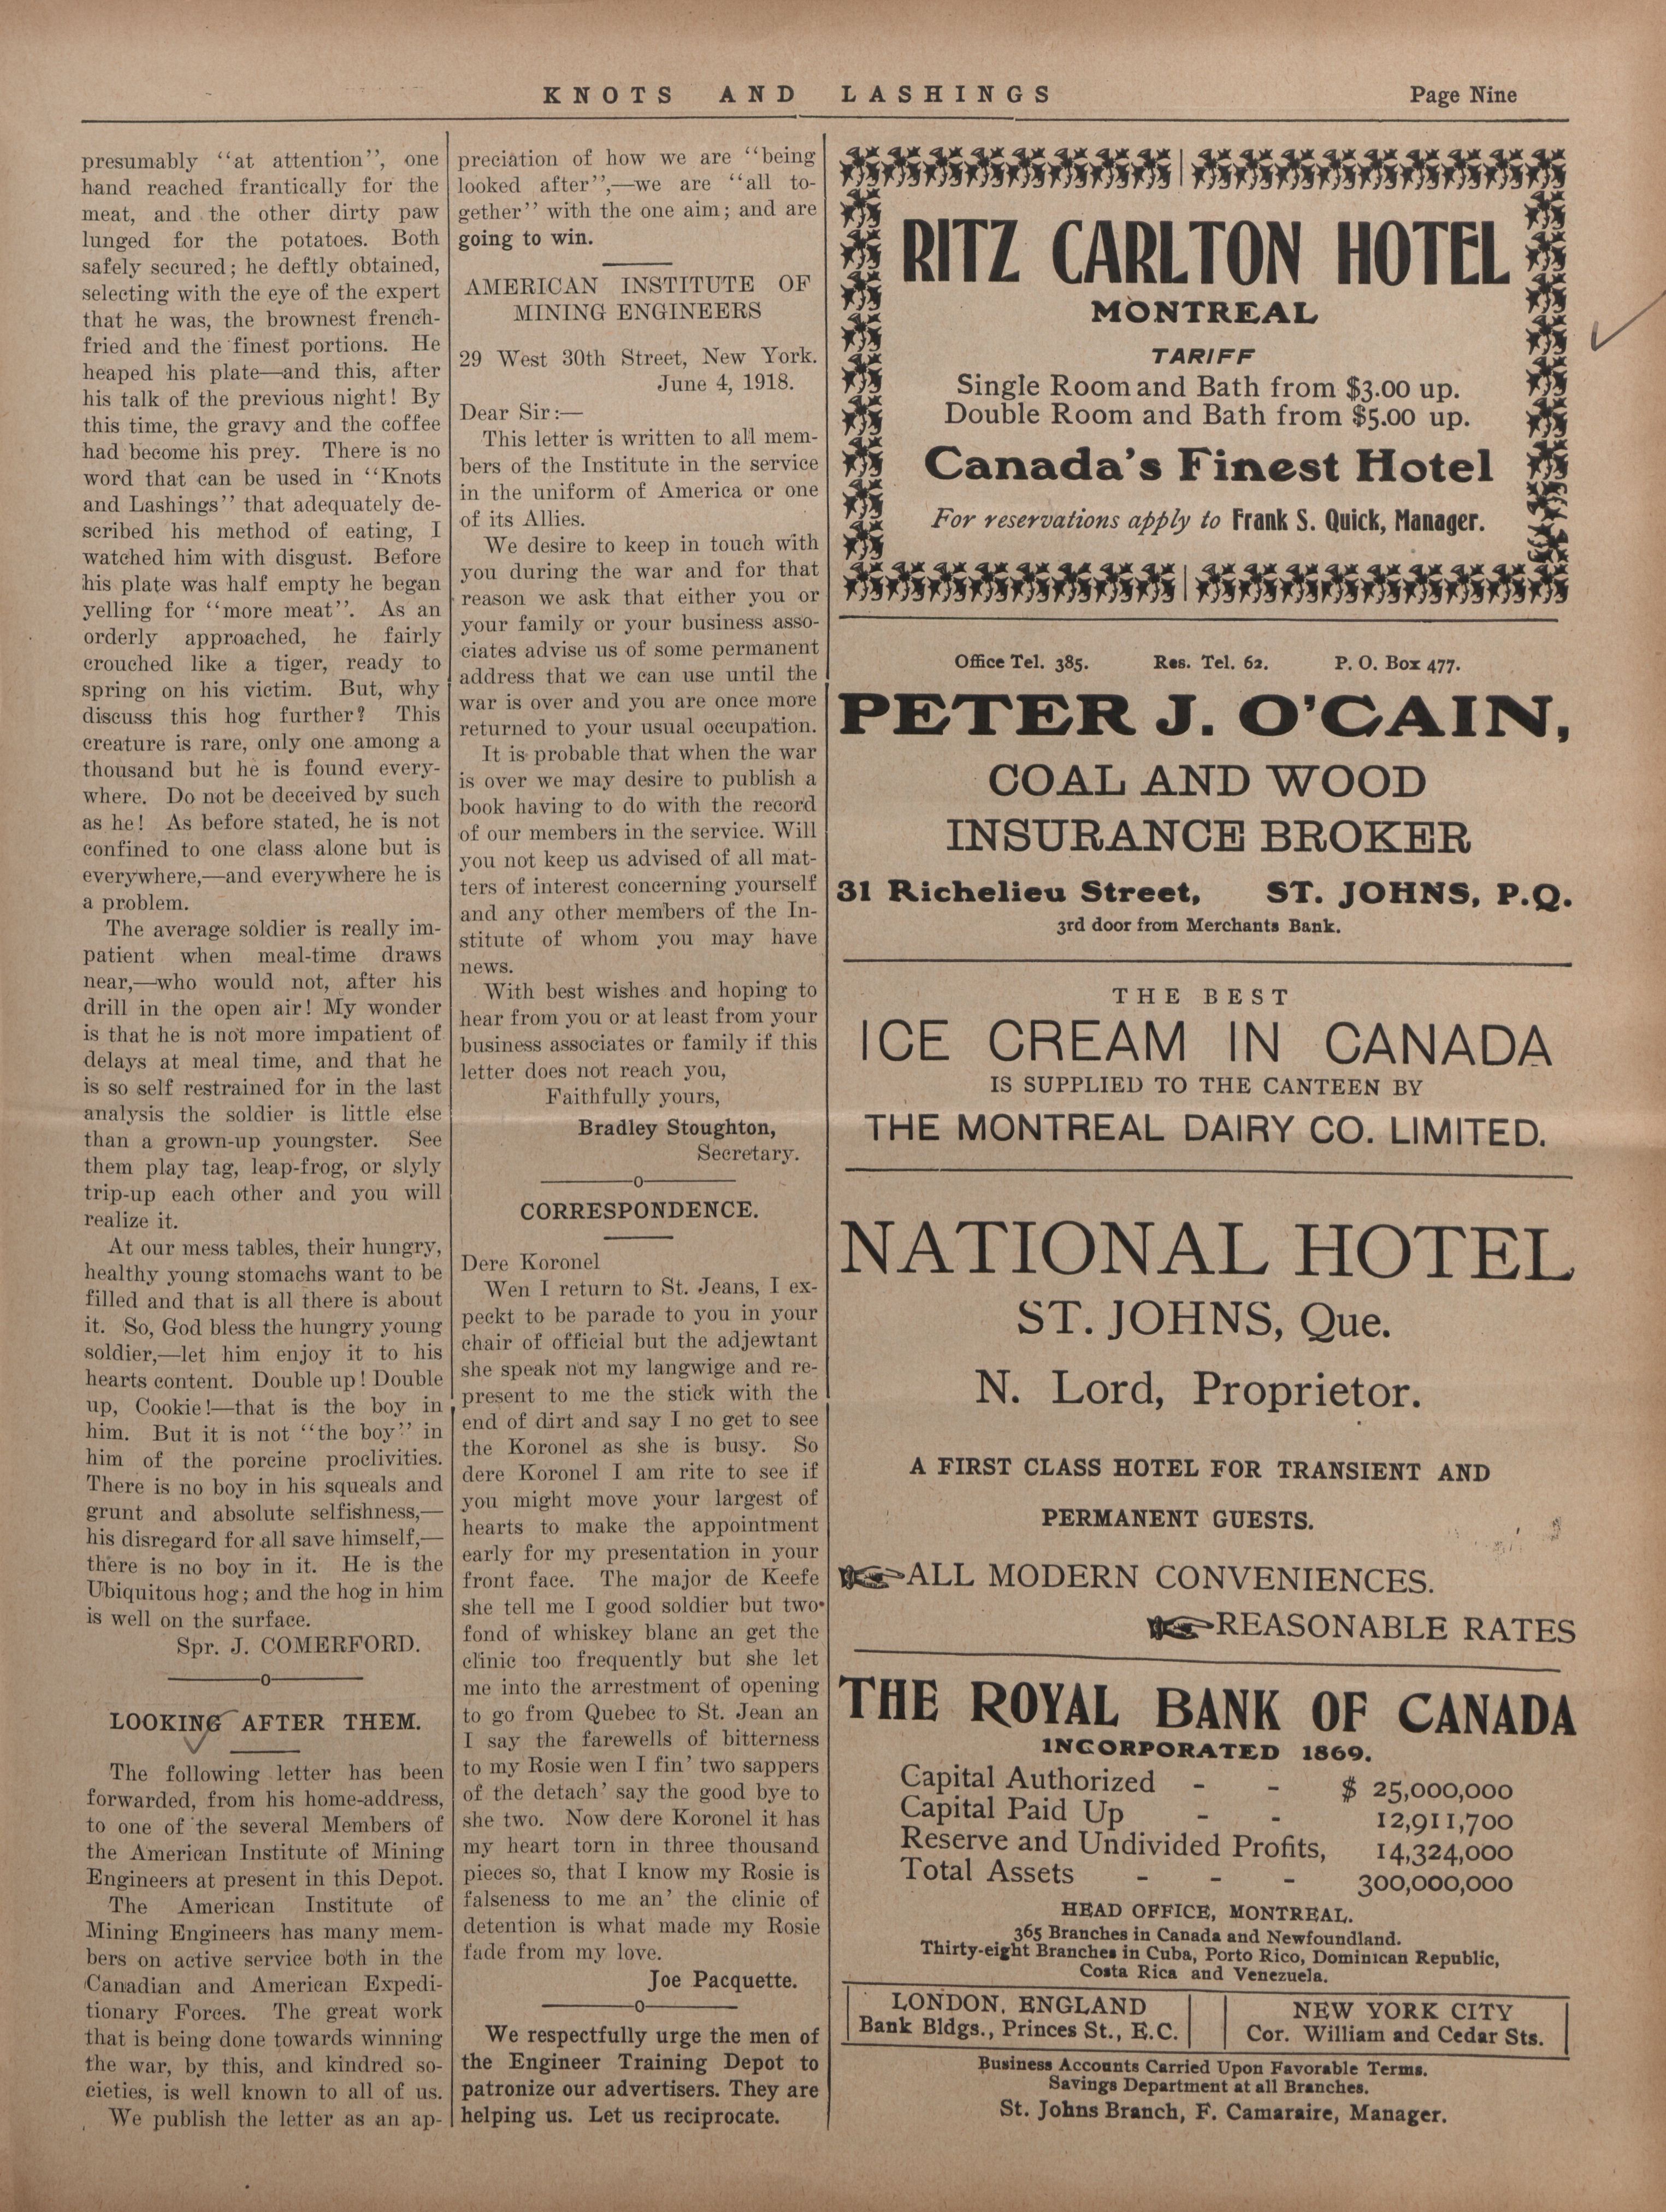 KNOTS AND LASHINGS Page Nine
presumably "at attention", one
hand reached frantically for the
meat, and the other dirty paw
lunged for the potatoes. Both
safely secured; he deftly obtained,
selecting with the eye of the expert
that he was, the brownest french-
fried and the finest portions. He
heaped his plate—and this, after
his talk of the previous night! By
this time, the gravy and the coffee
had become his prey. There is no
word that can be used in "Knots
and Lashings" that adequately de-
scribed his method of eating, I
watched him with disgust. Before
his plate was half empty he began
yelling for "more meat". As an
orderly approached, he fairly
crouched like a tiger, ready to
spring on his victim. But, why
discuss this hog further? This
creature is rare, only one among a
thousand but he is found every-
where. Do not be deceived by such
as he! As before stated, he is not
confined to one class alone but is
everywhere,—and everywhere he is
a problem.
The average soldier is really im-
patient when meal-time draws
near,—who would not, after his
drill in the open air! My wonder
is that he is not more impatient of
delays at meal time, and that he
is so self restrained for in the last
analysis the soldier is little else
than a grown-up youngster. See
them play tag, leap-frog, or slyly
trip-up each other and you will
realize it.
At our mess tables, their hungry,
healthy young stomachs want to be
filled and that is all there is about
it. So, God bless the hungry young
soldier,—let him enjoy it to his
hearts content. Double up! Double
up, Cookie!—that is the boy in
him. But it is not "the boy" in
him of the porcine proclivities.
There is no boy in his squeals and
grunt and absolute selfishness,—
his disregard for all save himself,—
there is no boy in it. He is the
Ubiquitous hog; and the hog in him
is well on the surface.
Spr. J. COMERFORD.
LOOKING AFTER THEM.
The following letter has been
forwarded, from his home-address,
to one of the several Members of
the American Institute of Mining
Engineers at present in this Depot.
The American Institute of
Mining Engineers has many mem-
bers on active service both in the
Canadian and American Expedi-
tionary Forces. The great work
that is being done towards winning
the war, by this, and kindred so-
cieties, is well known to all of us.
We publish the letter as an ap-
preciation of how we are "being
looked after",—we are "all to-
gether" with the one aim; and are
going to win.
AMERICAN INSTITUTE OF
MINING ENGINEERS
29 West 30th Street, New York.
June 4, 1918.
Dear Sir:—
This letter is written to all mem-
bers of the Institute in the service
in the uniform of America or one
of its Allies.
We desire to keep in touch with
you during the war and for that
reason we ask that either you or
your family or your business asso-
ciates advise us of some permanent
address that we can use until the
war is over and you are once more
returned to your usual occupation.
It is probable that when the war
is over we may desire to publish a
book having to do with the record
of our members in the service. Will
you not keep us advised of all mat-
ters of interest concerning yourself
and any other members of the In-
stitute of whom you may have
news.
With best wishes and hoping to
hear from you or at least from your
business associates or family if this
letter does not reach you,
Faithfully yours,
Bradley Stoughton,
Secretary.
CORRESPONDENCE.
Dere Koronel
Wen I return to St. Jeans, I ex-
peckt to be parade to you in your
chair of official but the adjewtant
she speak not my langwige and re-
present to me the stick with the
end of dirt and say I no get to see
the Koronel as she is busy. So
dere Koronel I am rite to see if
you might move your largest of
hearts to make the appointment
early for my presentation in your
front face. The major de Keefe
she tell me I good soldier but two
fond of whiskey blanc an get the
clinic too frequently but she let
me into the arrestment of opening
to go from Quebec to St. Jean an
I say the farewells of bitterness
to my Rosie wen I fin' two sappers
of the detach' say the good bye to
she two. Now dere Koronel it has
my heart torn in three thousand
pieces so, that I know my Rosie is
falseness to me an' the clinic of
detention is what made my Rosie
fade from my love.
Joe Pacquette.
We respectfully urge the men of
the Engineer Training Depot to
patronize our advertisers. They are
helping us. Let us reciprocate.
RITZ CARLTON HOTEL
MONTREAL
TARIFF
Single Room and Bath from $3.00 up.
Double Room and Bath from $5.00 up.
Canada's Finest Hotel
For reservations apply to Frank S. Quick, Manager.
Office Tel. 385. Res. Tel. 62. P. O. Box 477.
PETER J. O'CAIN,
COAL AND WOOD
INSURANCE BROKER
31 Richelieu Street, ST. JOHNS, P.Q.
3rd door from Merchants Bank.
THE BEST
ICE CREAM IN CANADA
IS SUPPLIED TO THE CANTEEN BY
THE MONTREAL DAIRY CO. LIMITED.
NATIONAL HOTEL
ST. JOHNS, Que.
N. Lord, Proprietor.
A FIRST CLASS HOTEL FOR TRANSIENT AND
PERMANENT GUESTS.
ALL MODERN CONVENIENCES.
REASONABLE RATES
THE ROYAL BANK OF CANADA
INCORPORATED 1869.
Capital Authorized - - $ 25,000,000
Capital Paid Up - - 12,911,700
Reserve and Undivided Profits, 14,324,000
Total Assets - - - 300,000,000
HEAD OFFICE, MONTREAL.
365 Branches in Canada and Newfoundland.
Thirty-eight Branches in Cuba, Porto Rico, Dominican Republic,
Costa Rica and Venezuela.
LONDON, ENGLAND
Bank Bldgs., Princes St., E.C.
NEW YORK CITY
Cor. William and Cedar Sts.
Business Accounts Carried Upon Favorable Terms.
Savings Department at all Branches.
St. Johns Branch, F. Camaraire, Manager.